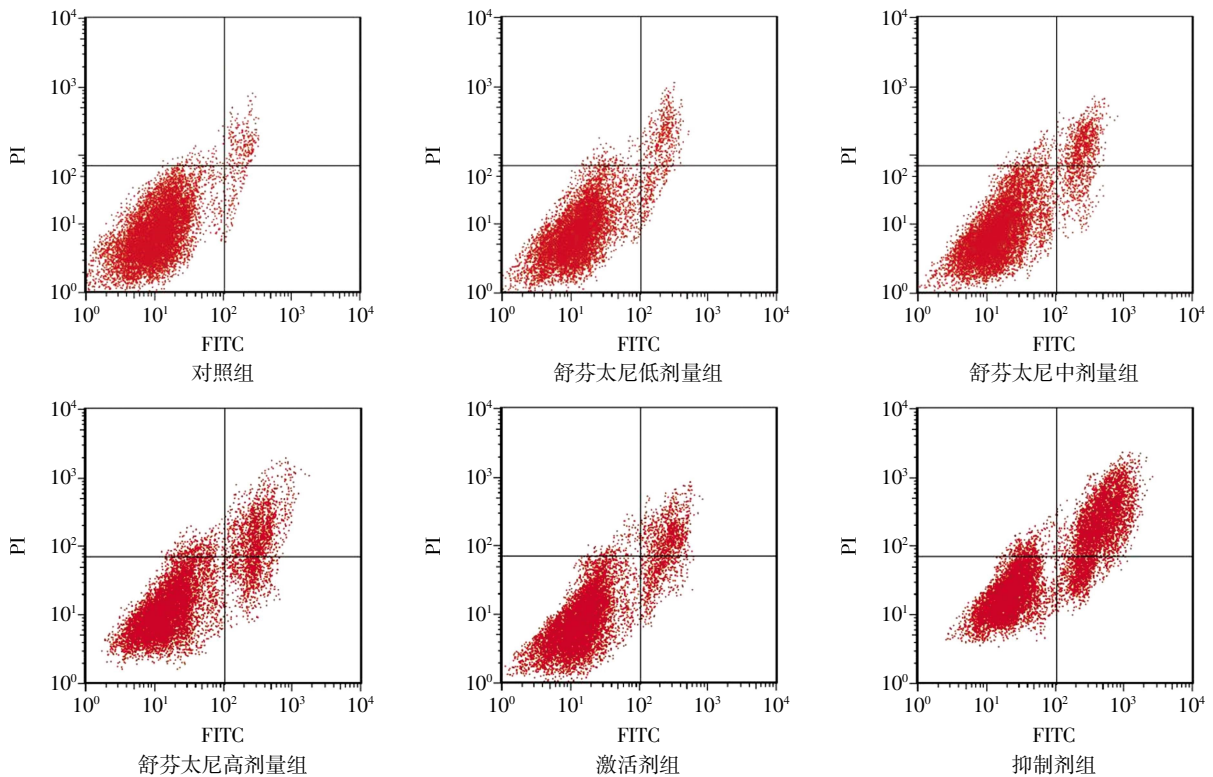 10⁴ 10⁴ 10⁴
10³ 10³ 10³
PI PI PI
10² 10² 10²
10¹ 10¹ 10¹
10⁰ 10⁰ 10⁰
10⁰ 10¹ 10² 10³ 10⁴ 10⁰ 10¹ 10² 10³ 10⁴ 10⁰ 10¹ 10² 10³ 10⁴
FITC FITC FITC
对照组 舒芬太尼低剂量组 舒芬太尼中剂量组
10⁴ 10⁴ 10⁴
10³ 10³ 10³
PI PI PI
10² 10² 10²
10¹ 10¹ 10¹
10⁰ 10⁰ 10⁰
10⁰ 10¹ 10² 10³ 10⁴ 10⁰ 10¹ 10² 10³ 10⁴ 10⁰ 10¹ 10² 10³ 10⁴
FITC FITC FITC
舒芬太尼高剂量组 激活剂组 抑制剂组